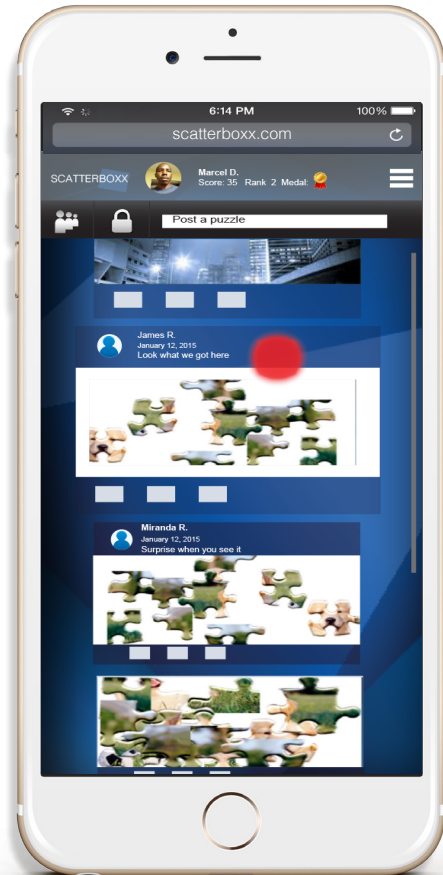 6:14 PM
100%
scatterboxx.com
SCATTERBOXX
Marcel D.
Score: 35 Rank 2 Medal:
Post a puzzle
James R.
January 12, 2015
Look what we got here
Miranda R.
January 12, 2015
Surprise when you see it